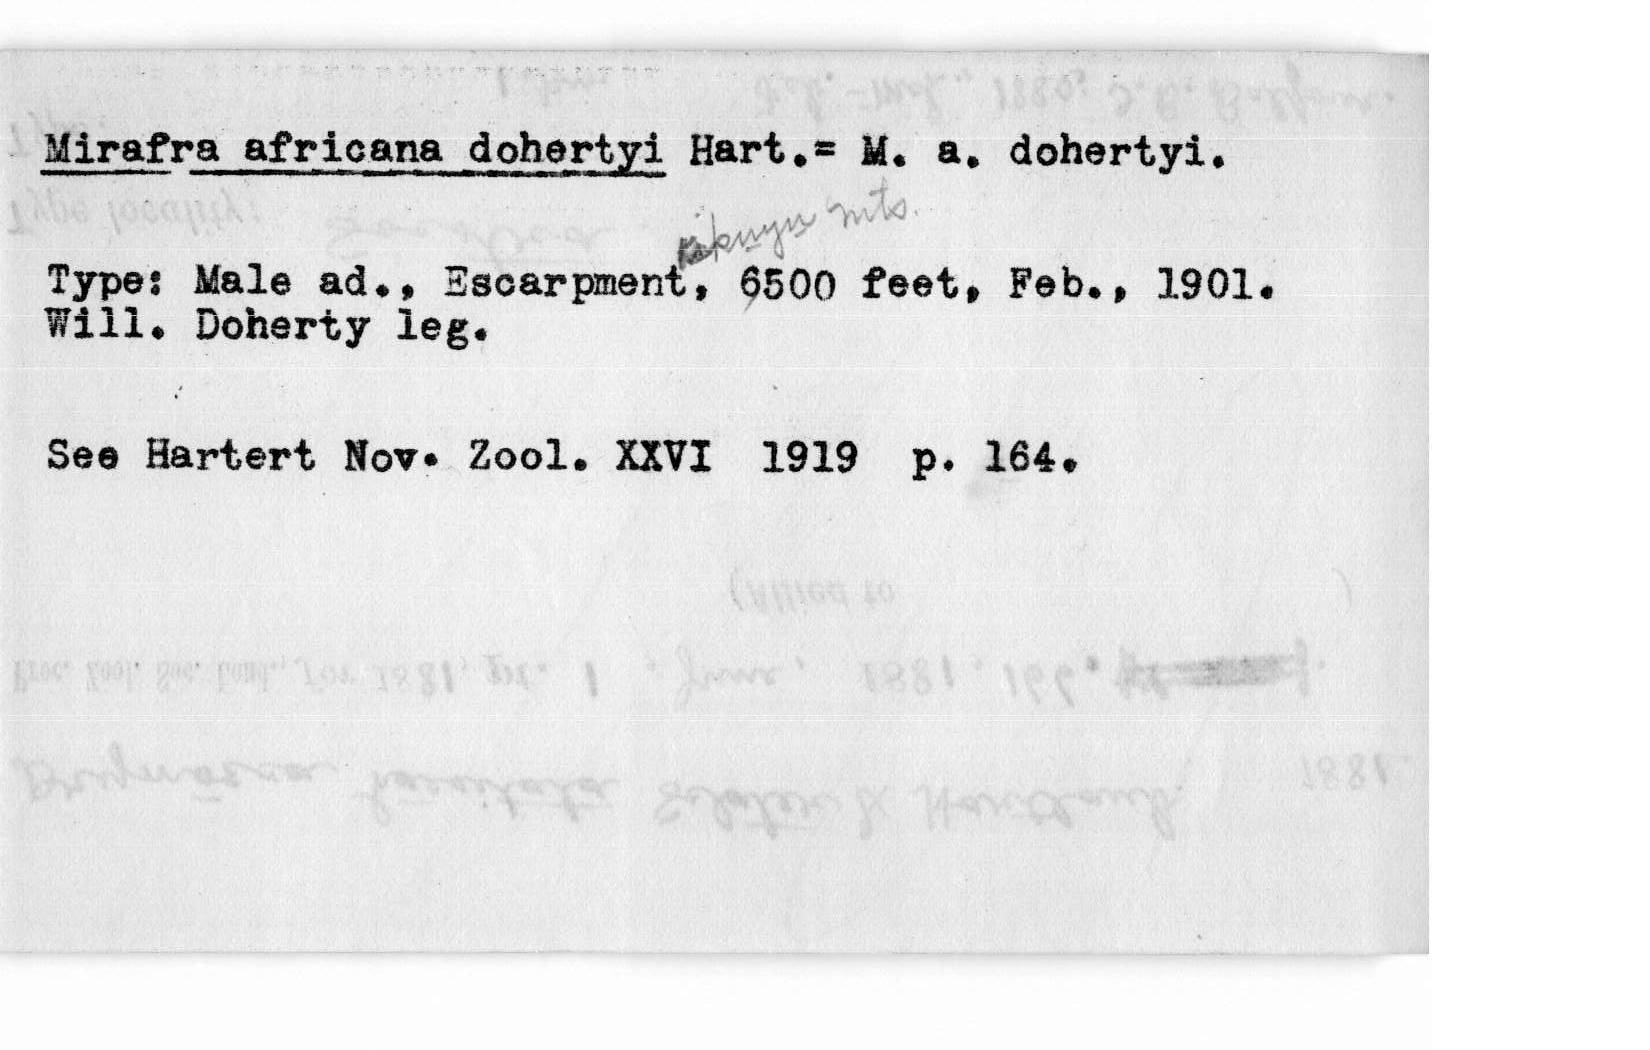 Mirafra africana dohertyi Hart.= M. a. dohertyi.
Kikuyu Mts.
Type: Male ad., Escarpment, 6500 feet, Feb., 1901.
Will. Doherty leg.
See Hartert Nov. Zool. XXVI 1919 p. 164.